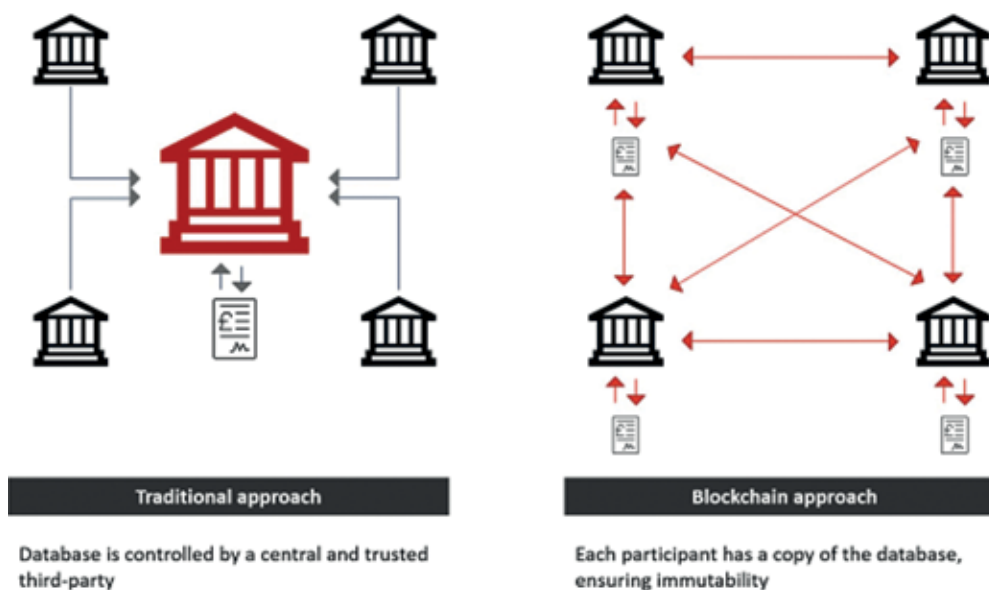 £
£
£
£
£
Traditional approach
Blockchain approach
Database is controlled by a central and trusted
third-party
Each participant has a copy of the database,
ensuring immutability